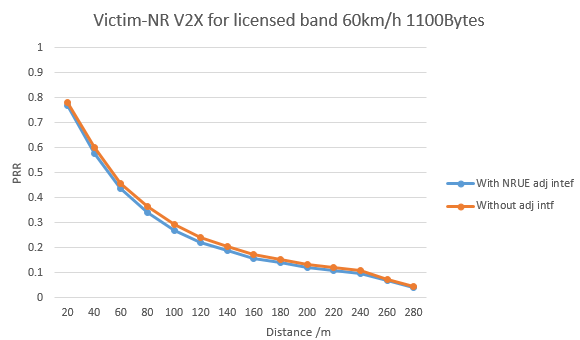 Victim-NR V2X for licensed band 60km/h 1100Bytes
1
0.9
0.8
0.7
0.6
0.5
0.4
0.3
0.2
0.1
0
PRR
20 40 60 80 100 120 140 160 180 200 220 240 260 280
Distance /m
With NRUE adj intef
Without adj intf